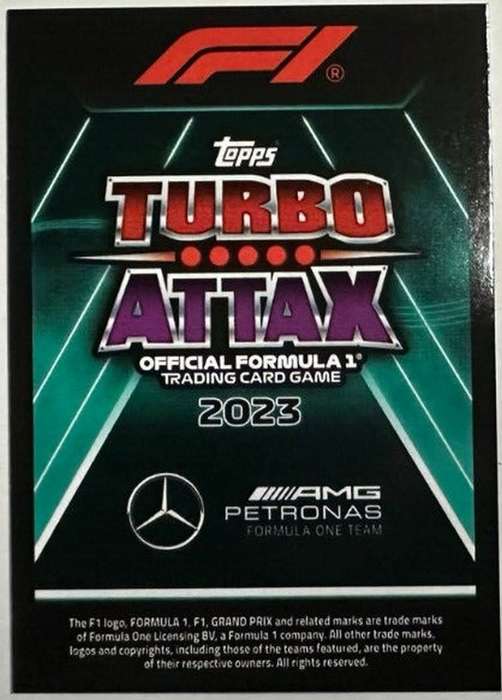 F1®
Topps
TURBO
ATTAX
OFFICIAL FORMULA 1®
TRADING CARD GAME
2023
AMG
PETRONAS
FORMULA ONE TEAM
The F1 logo, FORMULA 1, F1, GRAND PRIX and related marks are trade marks
of Formula One Licensing BV, a Formula 1 company. All other trade marks,
logos and copyrights, including those of the teams featured, are the property
of their respective owners. All rights reserved.